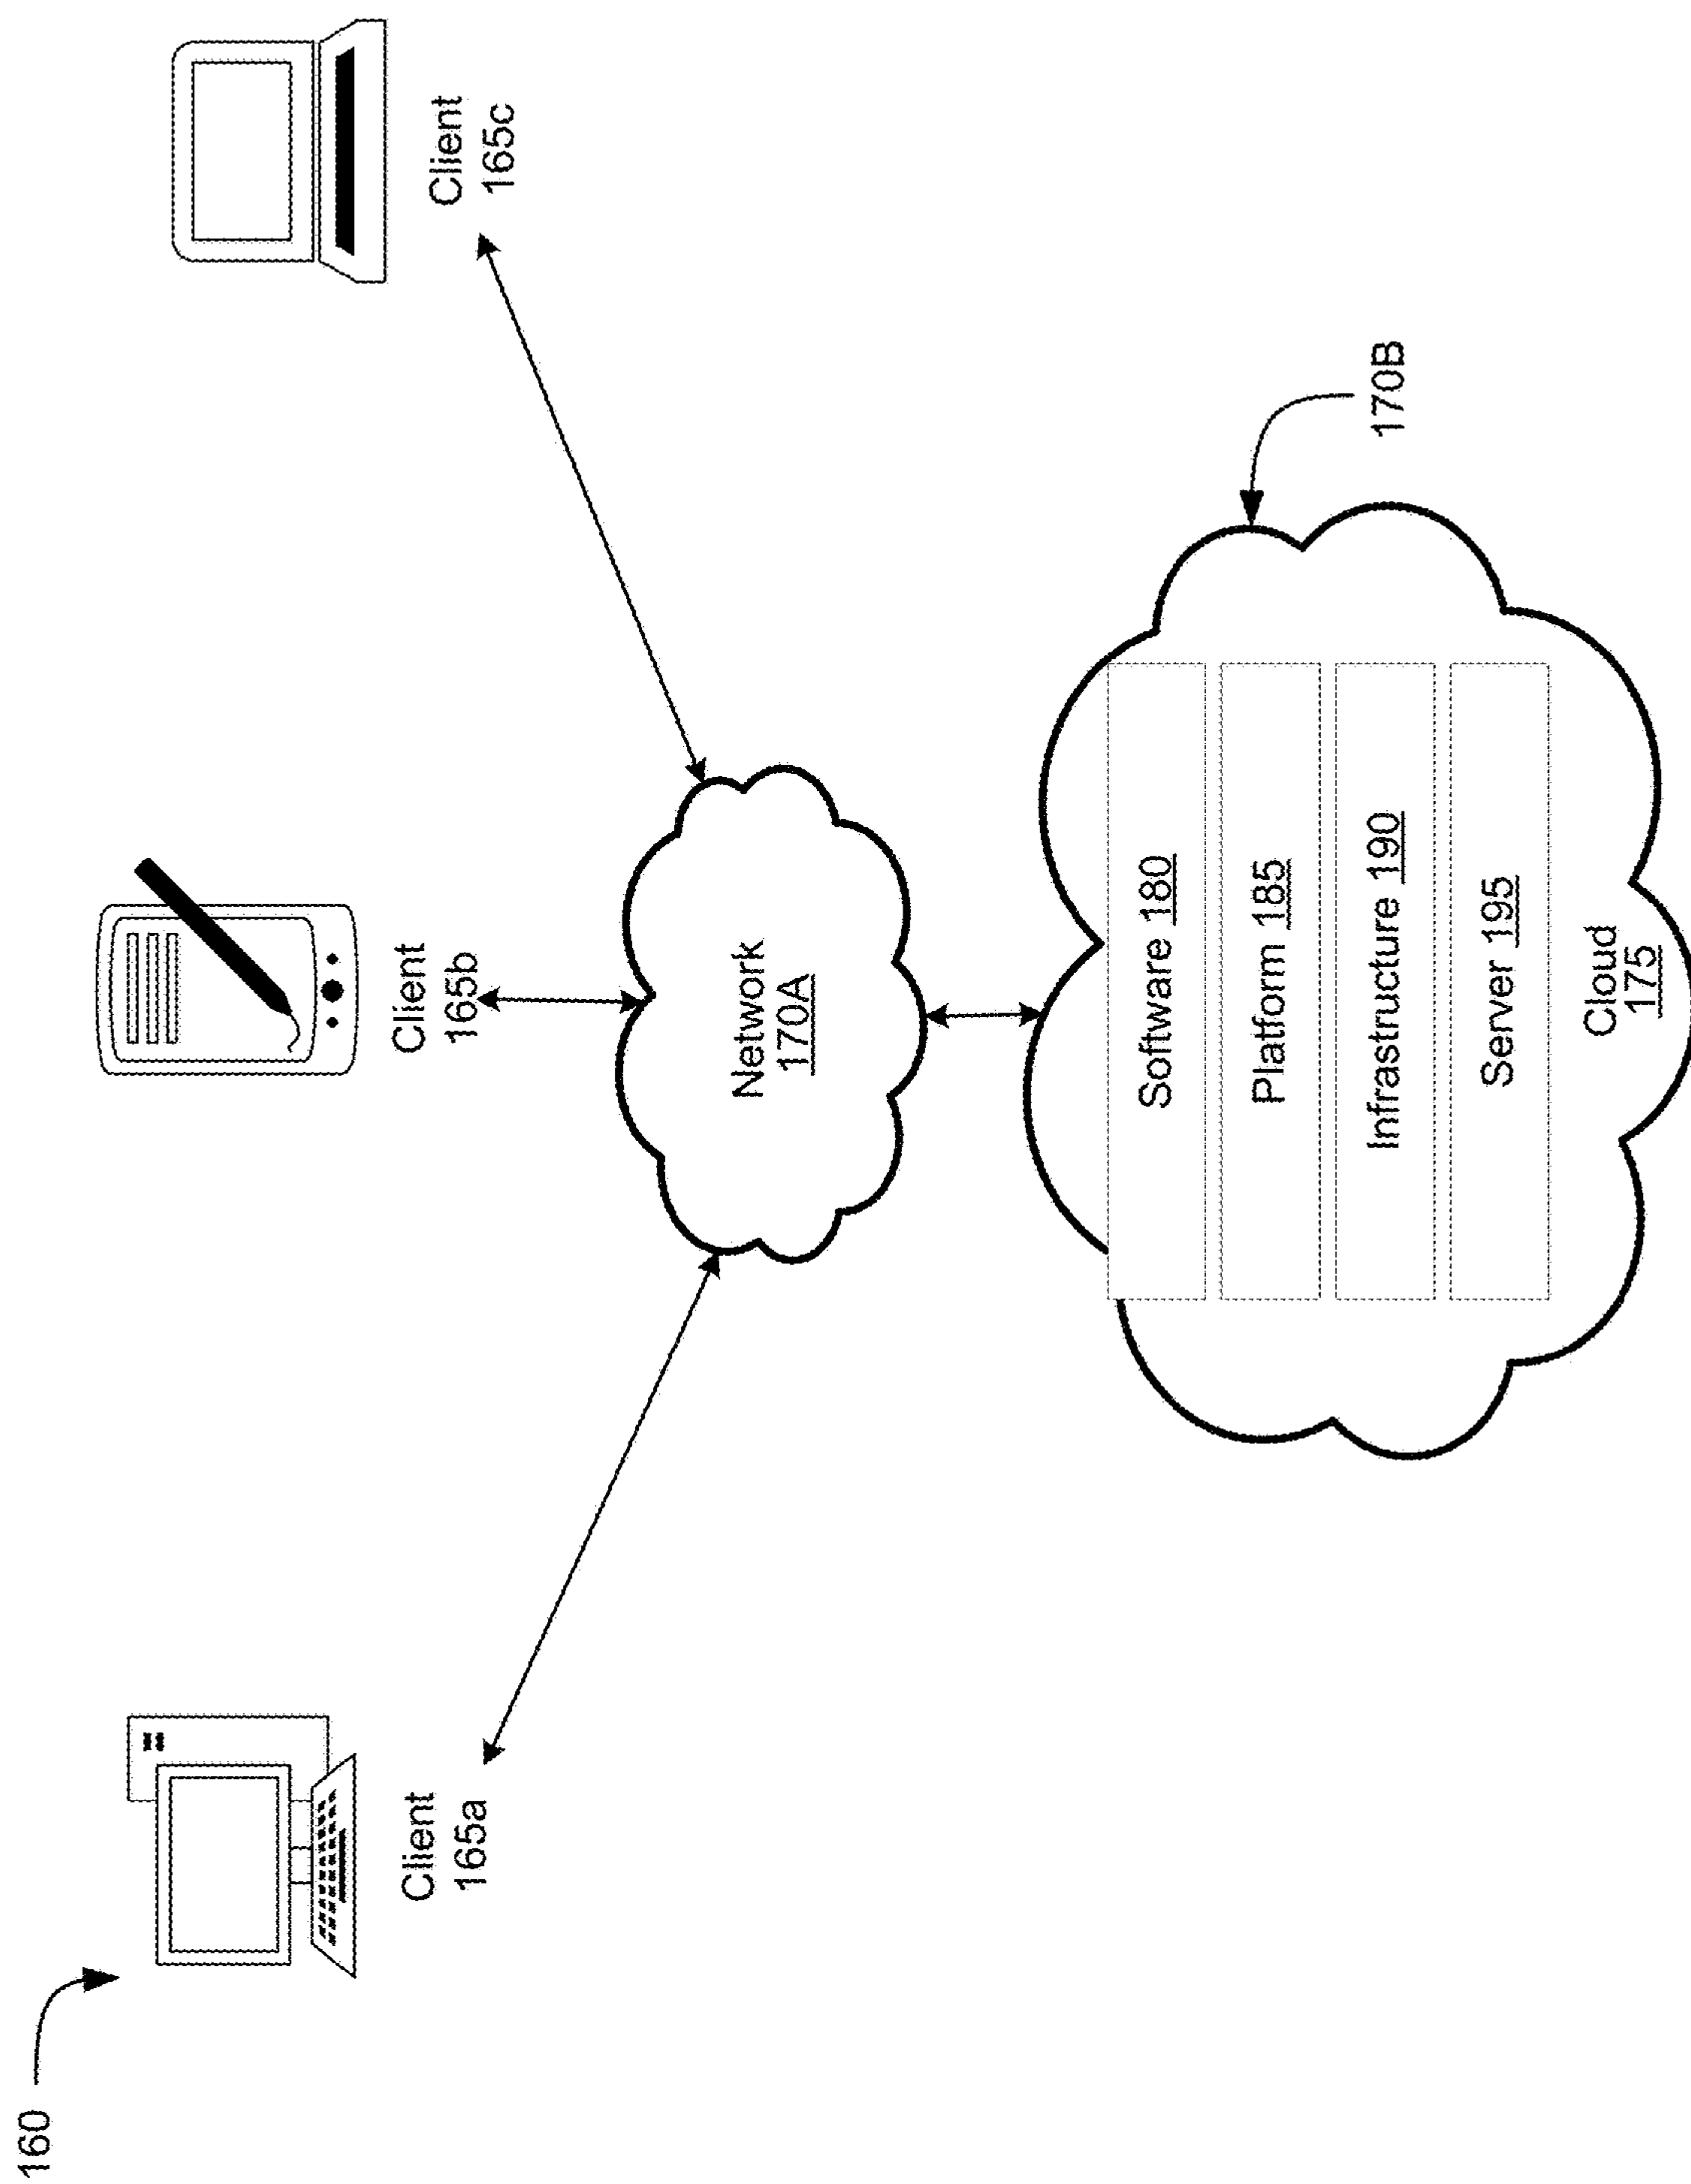 160
Client
165a
Client
165b
Client
165c
Network
170A
170B
Software 180
Platform 185
Infrastructure 190
Server 195
Cloud
175